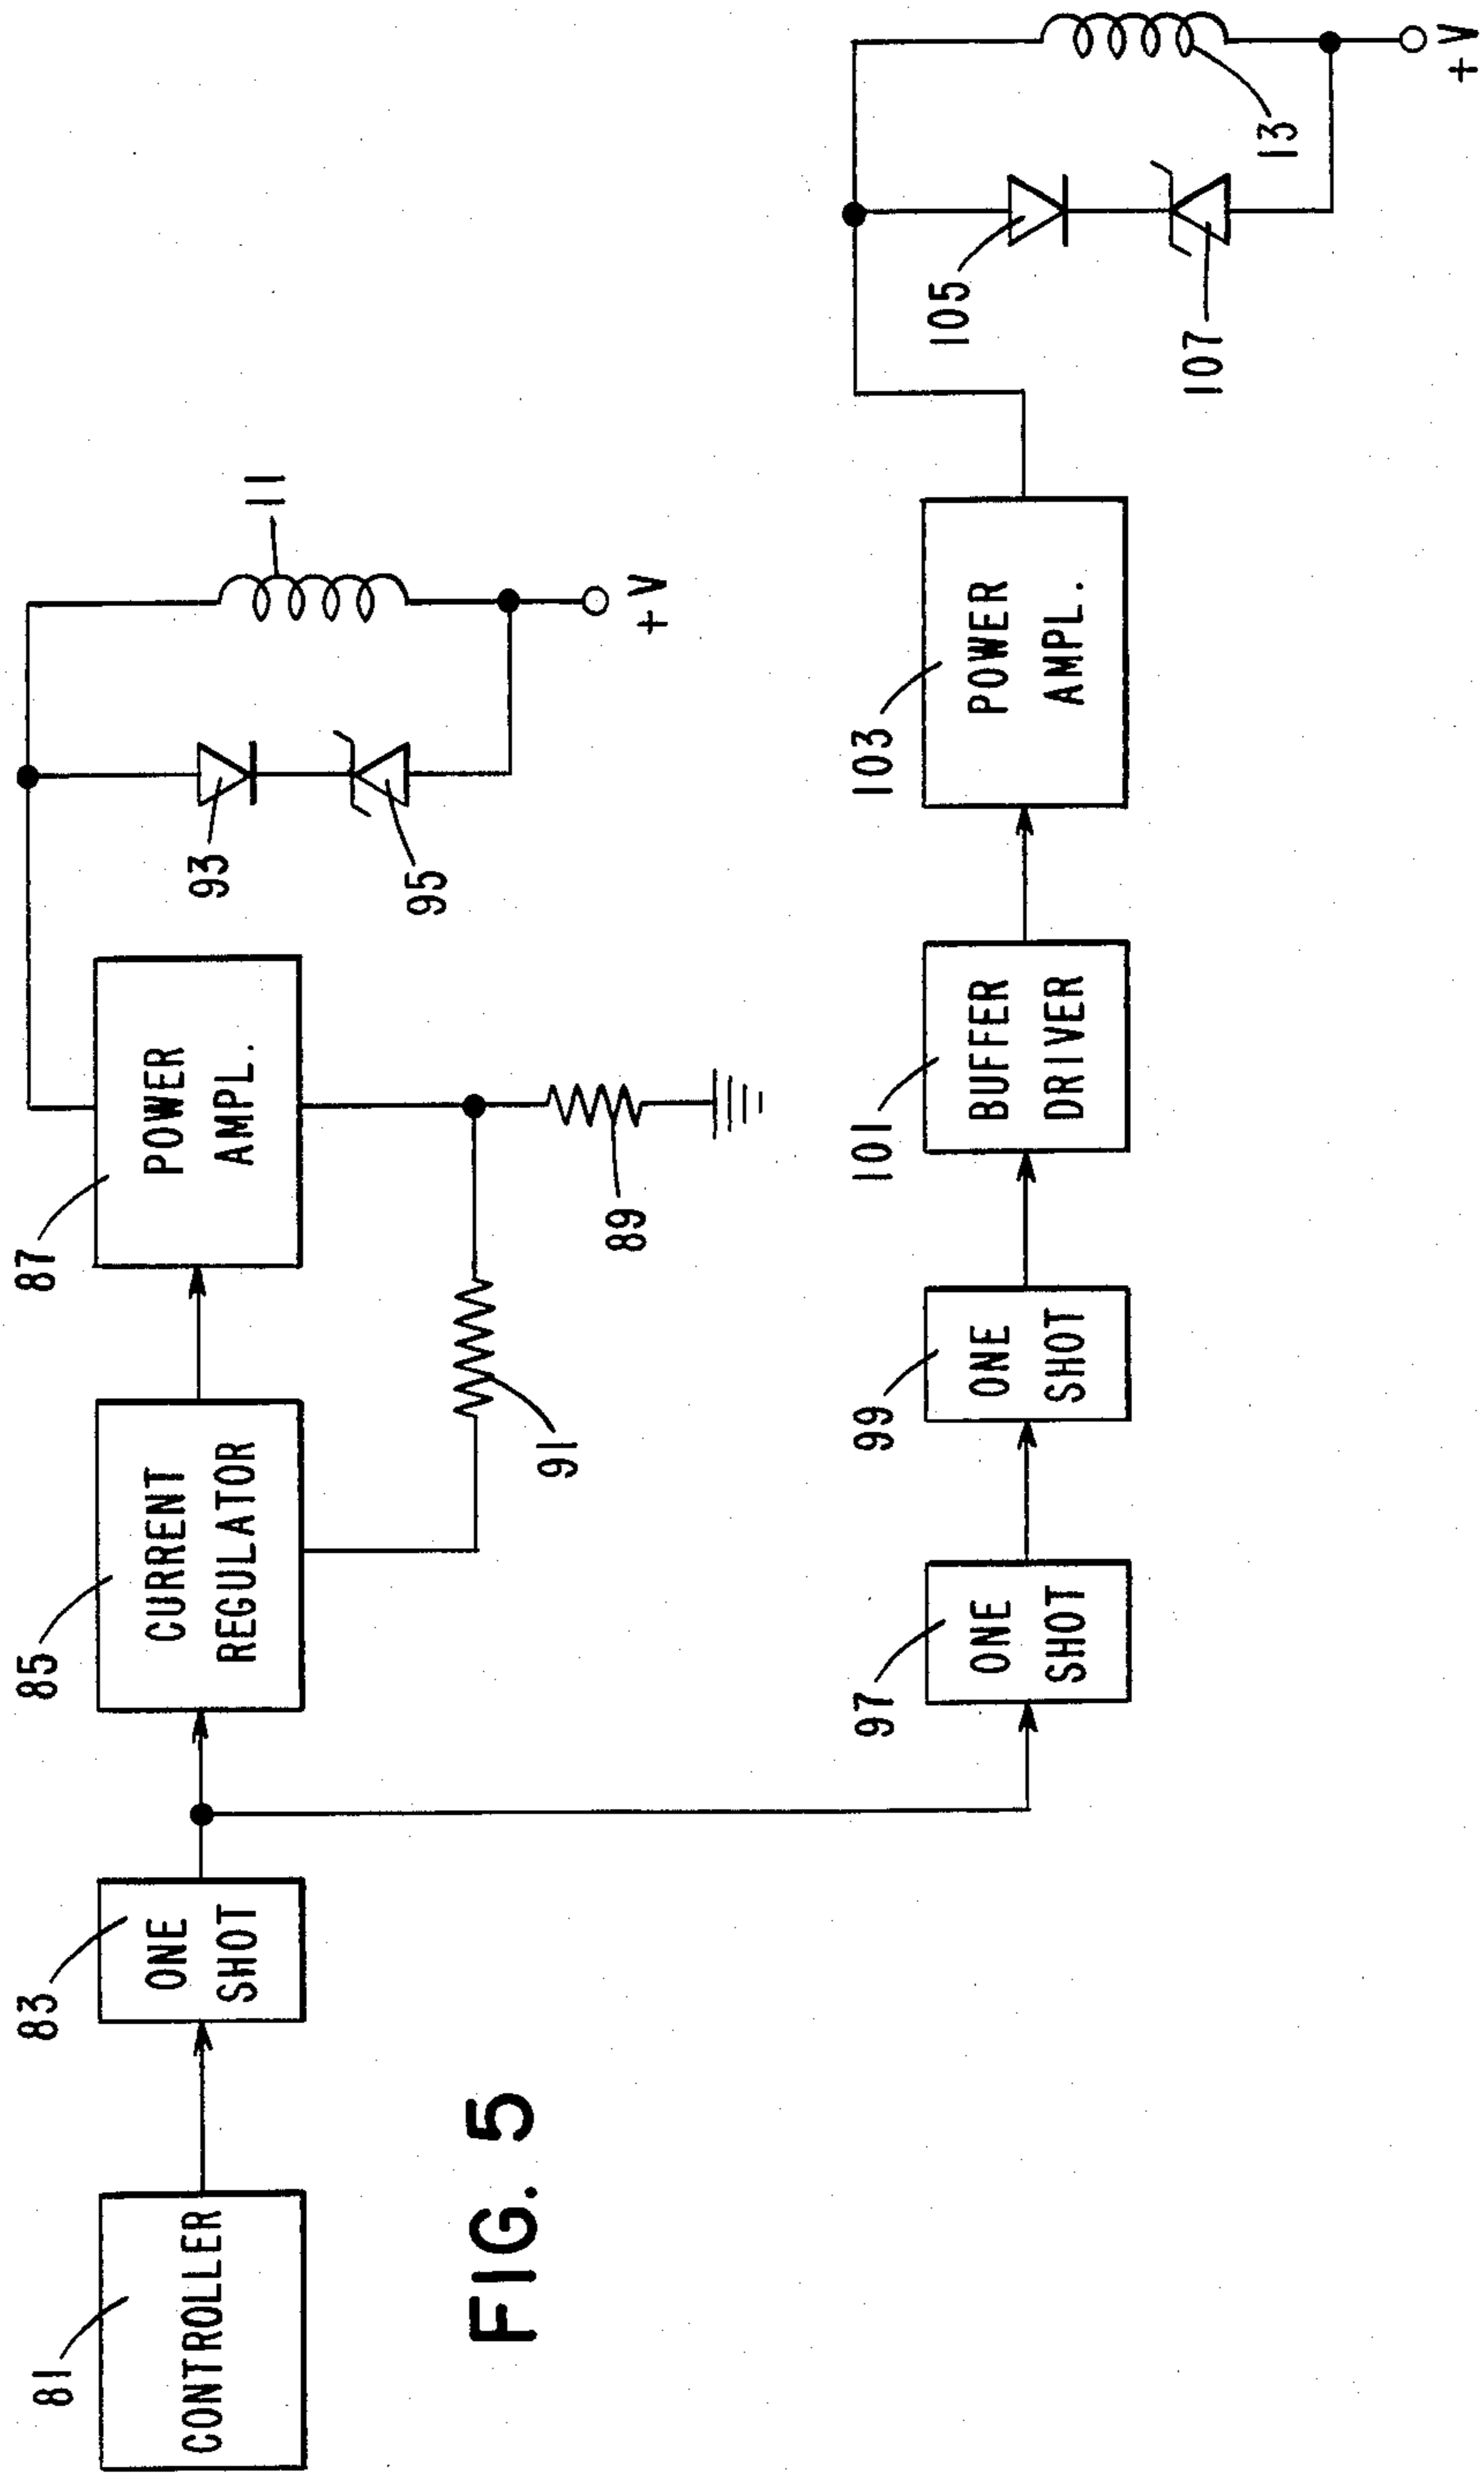 81
CONTROLLER
83
ONE
SHOT
85
CURRENT
REGULATOR
87
POWER
AMPL.
91
89
93
95
11
+V
97
ONE
SHOT
99
ONE
SHOT
101
BUFFER
DRIVER
103
POWER
AMPL.
105
107
13
+V
FIG. 5